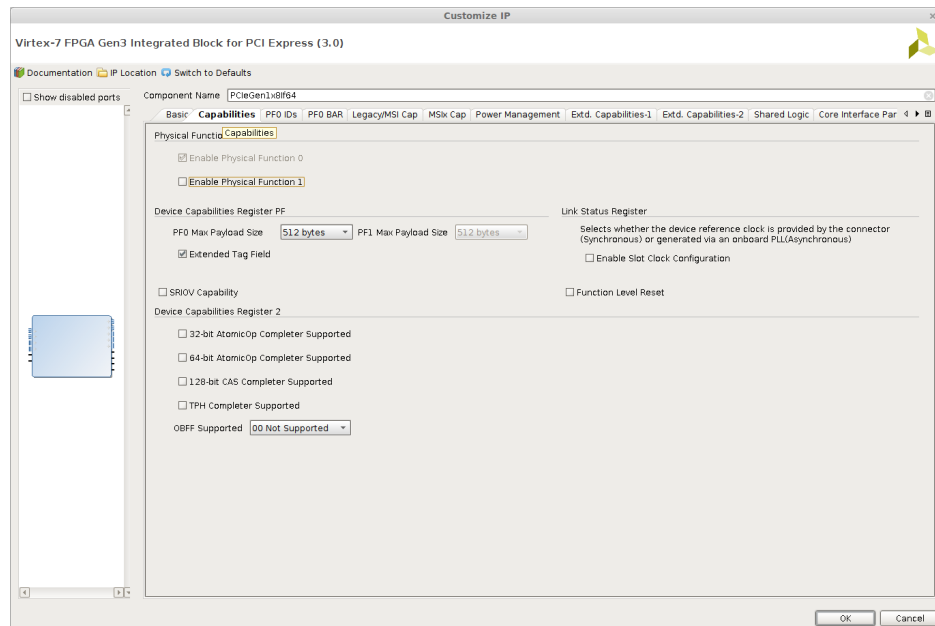 Customize IP
Virtex-7 FPGA Gen3 Integrated Block for PCI Express (3.0)
Documentation IP Location Switch to Defaults
Show disabled ports
Component Name PCIeGen1x8If64
Basic Capabilities PF0 IDs PF0 BAR Legacy/MSI Cap MSIx Cap Power Management Extd. Capabilities-1 Extd. Capabilities-2 Shared Logic Core Interface Par
Physical Functio Capabilities
Enable Physical Function 0
Enable Physical Function 1
Device Capabilities Register PF
PF0 Max Payload Size 512 bytes PF1 Max Payload Size 512 bytes
Extended Tag Field
Link Status Register
Selects whether the device reference clock is provided by the connector
(Synchronous) or generated via an onboard PLL(Asynchronous)
Enable Slot Clock Configuration
SRIOV Capability
Function Level Reset
Device Capabilities Register 2
32-bit AtomicOp Completer Supported
64-bit AtomicOp Completer Supported
128-bit CAS Completer Supported
TPH Completer Supported
OBFF Supported 00 Not Supported
OK Cancel